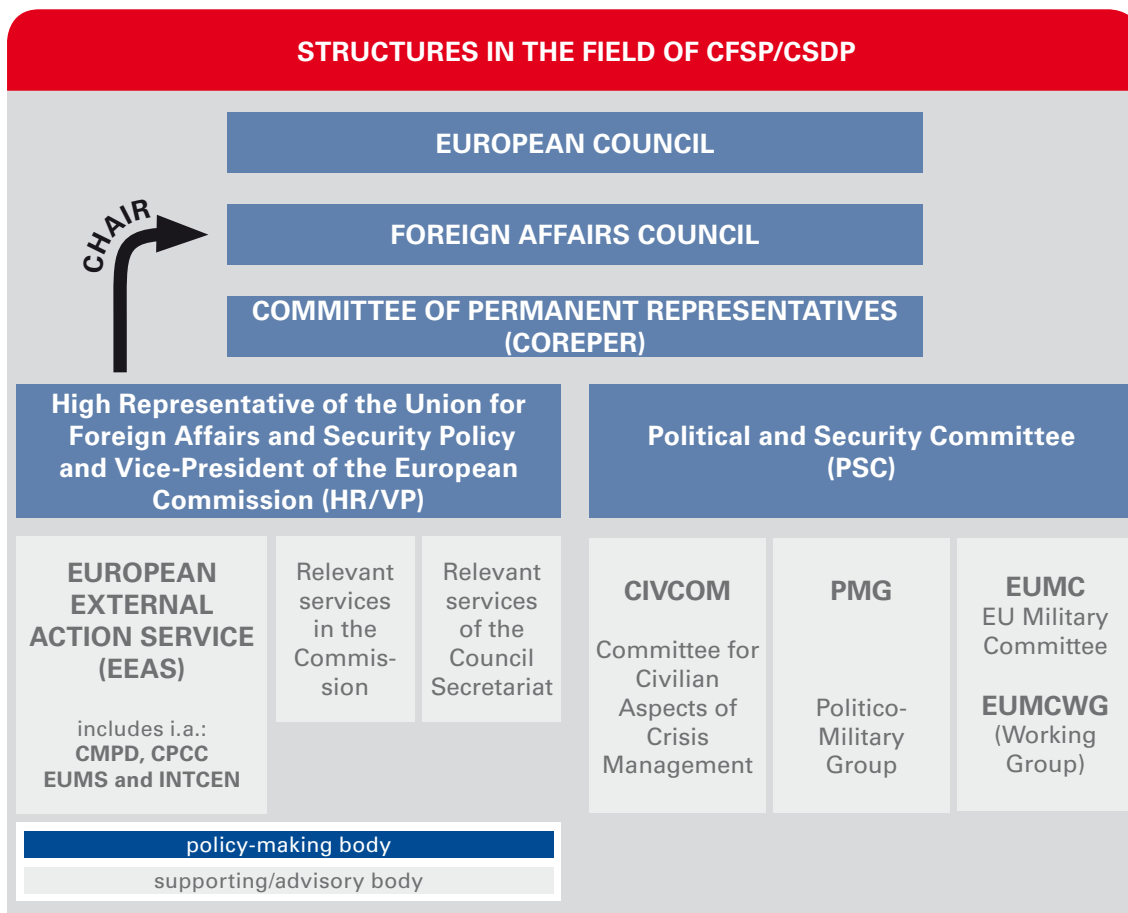 STRUCTURES IN THE FIELD OF CFSP/CSDP
EUROPEAN COUNCIL
CHAIR
FOREIGN AFFAIRS COUNCIL
COMMITTEE OF PERMANENT REPRESENTATIVES
(COREPER)
High Representative of the Union for
Foreign Affairs and Security Policy
and Vice-President of the European
Commission (HR/VP)
Political and Security Committee
(PSC)
EUROPEAN
EXTERNAL
ACTION SERVICE
(EEAS)
includes i.a.:
CMPD, CPCC
EUMS and INTCEN
Relevant
services
in the
Commis-
sion
Relevant
services
of the
Council
Secretariat
CIVCOM
Committee for
Civilian
Aspects of
Crisis
Management
PMG
Politico-
Military
Group
EUMC
EU Military
Committee
EUMCWG
(Working
Group)
policy-making body
supporting/advisory body